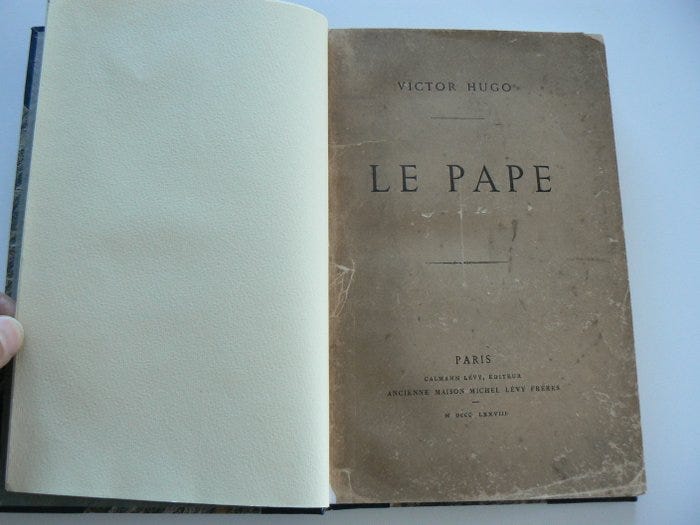 VICTOR HUGO
LE PAPE
PARIS
CALMANN LÉVY, ÉDITEUR
ANCIENNE MAISON MICHEL LÉVY FRÈRES
M DCCC LXXVIII